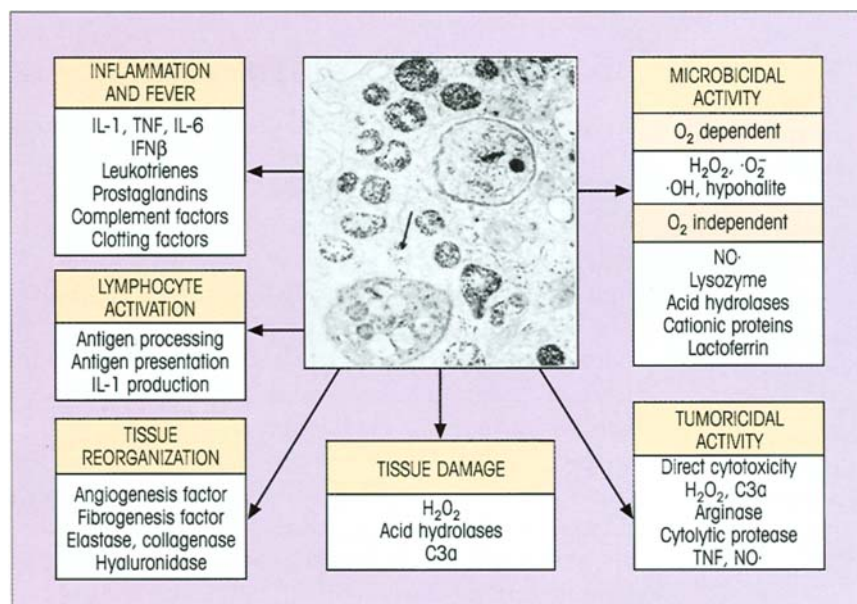 INFLAMMATION
AND FEVER
IL-1, TNF, IL-6
IFNβ
Leukotrienes
Prostaglandins
Complement factors
Clotting factors
LYMPHOCYTE
ACTIVATION
Antigen processing
Antigen presentation
IL-1 production
TISSUE
REORGANIZATION
Angiogenesis factor
Fibrogenesis factor
Elastase, collagenase
Hyaluronidase
TISSUE DAMAGE
H₂O₂
Acid hydrolases
C3a
MICROBICIDAL
ACTIVITY
O₂ dependent
H₂O₂, ·O₂⁻
·OH, hypohalite
O₂ independent
NO·
Lysozyme
Acid hydrolases
Cationic proteins
Lactoferrin
TUMORICIDAL
ACTIVITY
Direct cytotoxicity
H₂O₂, C3a
Arginase
Cytolytic protease
TNF, NO·